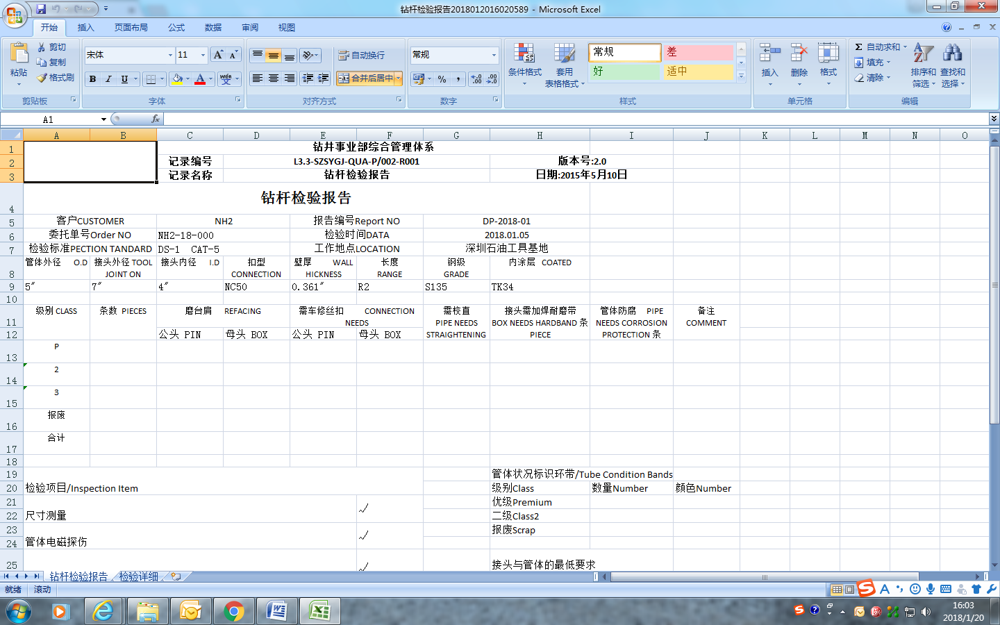 钻杆检验报告2018012016020589 - Microsoft Excel
开始 插入 页面布局 公式 数据 审阅 视图
粘贴 剪切 复制 格式刷 剪贴板
宋体 11 A A B I U A wén 文 字体
自动换行 合并后居中 对齐方式
常规 % , .00 数字
条件格式 套用表格格式 常规 差 好 适中 样式
插入 删除 格式 单元格
Σ 自动求和 填充 清除 排序和筛选 查找和选择 编辑
A1 fx
A B C D E F G H I J K L M N O
1 钻井事业部综合管理体系
2 记录编号 L3.3-SZSYGJ-QUA-P/002-R001 版本号:2.0
3 记录名称 钻杆检验报告 日期:2015年5月10日
4 钻杆检验报告
5 客户CUSTOMER NH2 报告编号Report NO DP-2018-01
6 委托单号Order NO NH2-18-000 检验时间DATA 2018.01.05
7 检验标准PECTION TANDARD DS-1 CAT-5 工作地点LOCATION 深圳石油工具基地
管体外径 O.D 接头外径 TOOL 接头内径 I.D 扣型 壁厚 WALL 长度 钢级 内涂层 COATED
8 JOINT ON CONNECTION HICKNESS RANGE GRADE
9 5" 7" 4" NC50 0.361" R2 S135 TK34
10
级别 CLASS 条数 PIECES 磨台肩 REFACING 需车修丝扣 CONNECTION 需校直 接头需加焊耐磨带 管体防腐 PIPE 备注
11 NEEDS PIPE NEEDS BOX NEEDS HARDBAND 条 NEEDS CORROSION COMMENT
12 公头 PIN 母头 BOX 公头 PIN 母头 BOX STRAIGHTENING PIECE PROTECTION 条
13 P
14 2
15 3
16 报废
17 合计
18
19 管体状况标识环带/Tube Condition Bands
20 检验项目/Inspection Item 级别Class 数量Number 颜色Number
21 优级Premium
22 尺寸测量 √ 二级Class2
23 报废Scrap
24 管体电磁探伤 √
25 √ 接头与管体的最低要求
钻杆检验报告 检验详细
就绪 滚动
16:03
2018/1/20